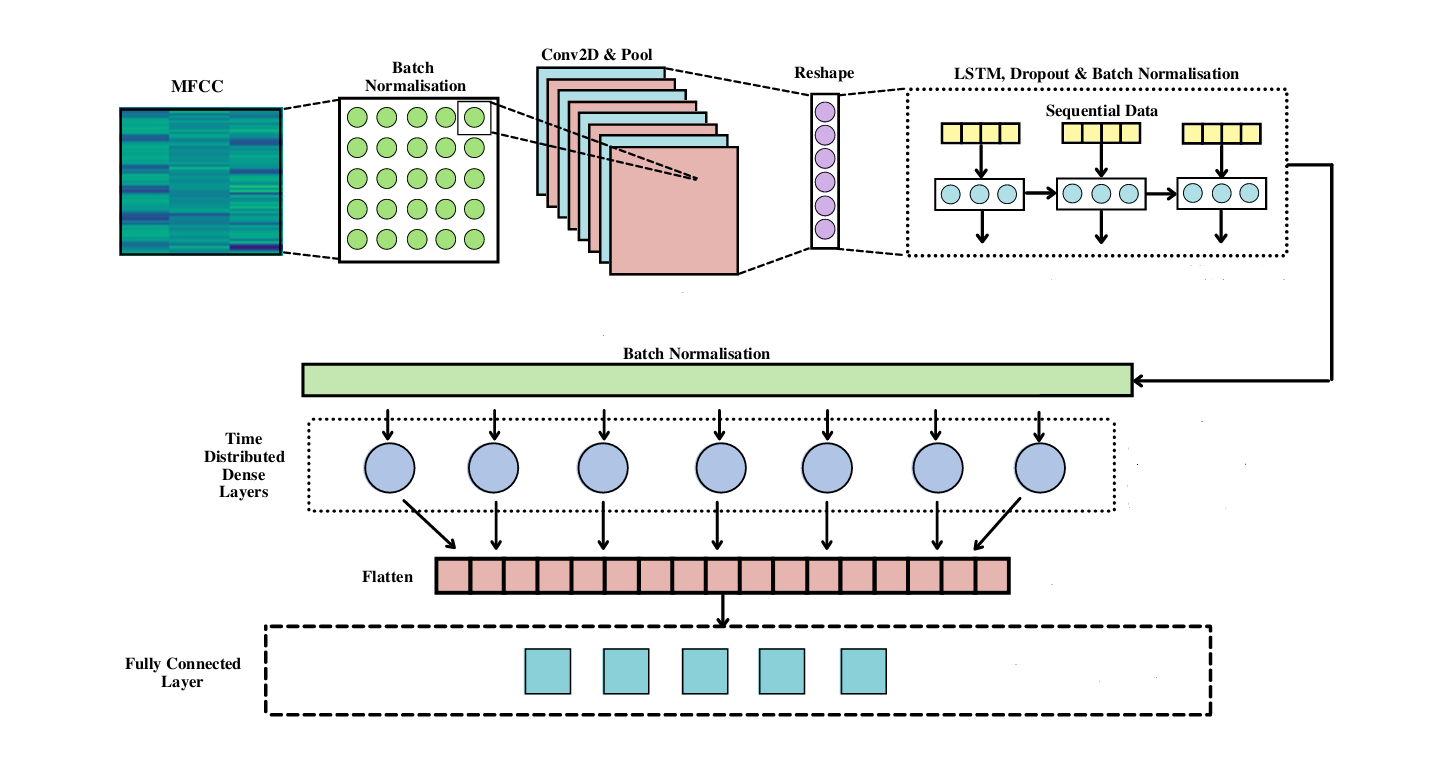 MFCC
Batch
Normalisation
Conv2D & Pool
Reshape
LSTM, Dropout & Batch Normalisation
Sequential Data
Batch Normalisation
Time
Distributed
Dense
Layers
Flatten
Fully Connected
Layer